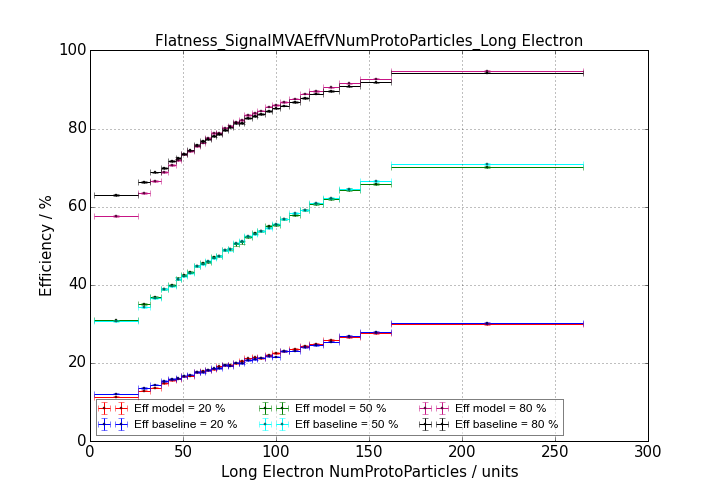 Flatness_SignalMVAEffVNumProtoParticles_Long Electron
100
80
60
40
20
0
Efficiency / %
Eff model = 20 % Eff model = 50 % Eff model = 80 %
Eff baseline = 20 % Eff baseline = 50 % Eff baseline = 80 %
0 50 100 150 200 250 300
Long Electron NumProtoParticles / units